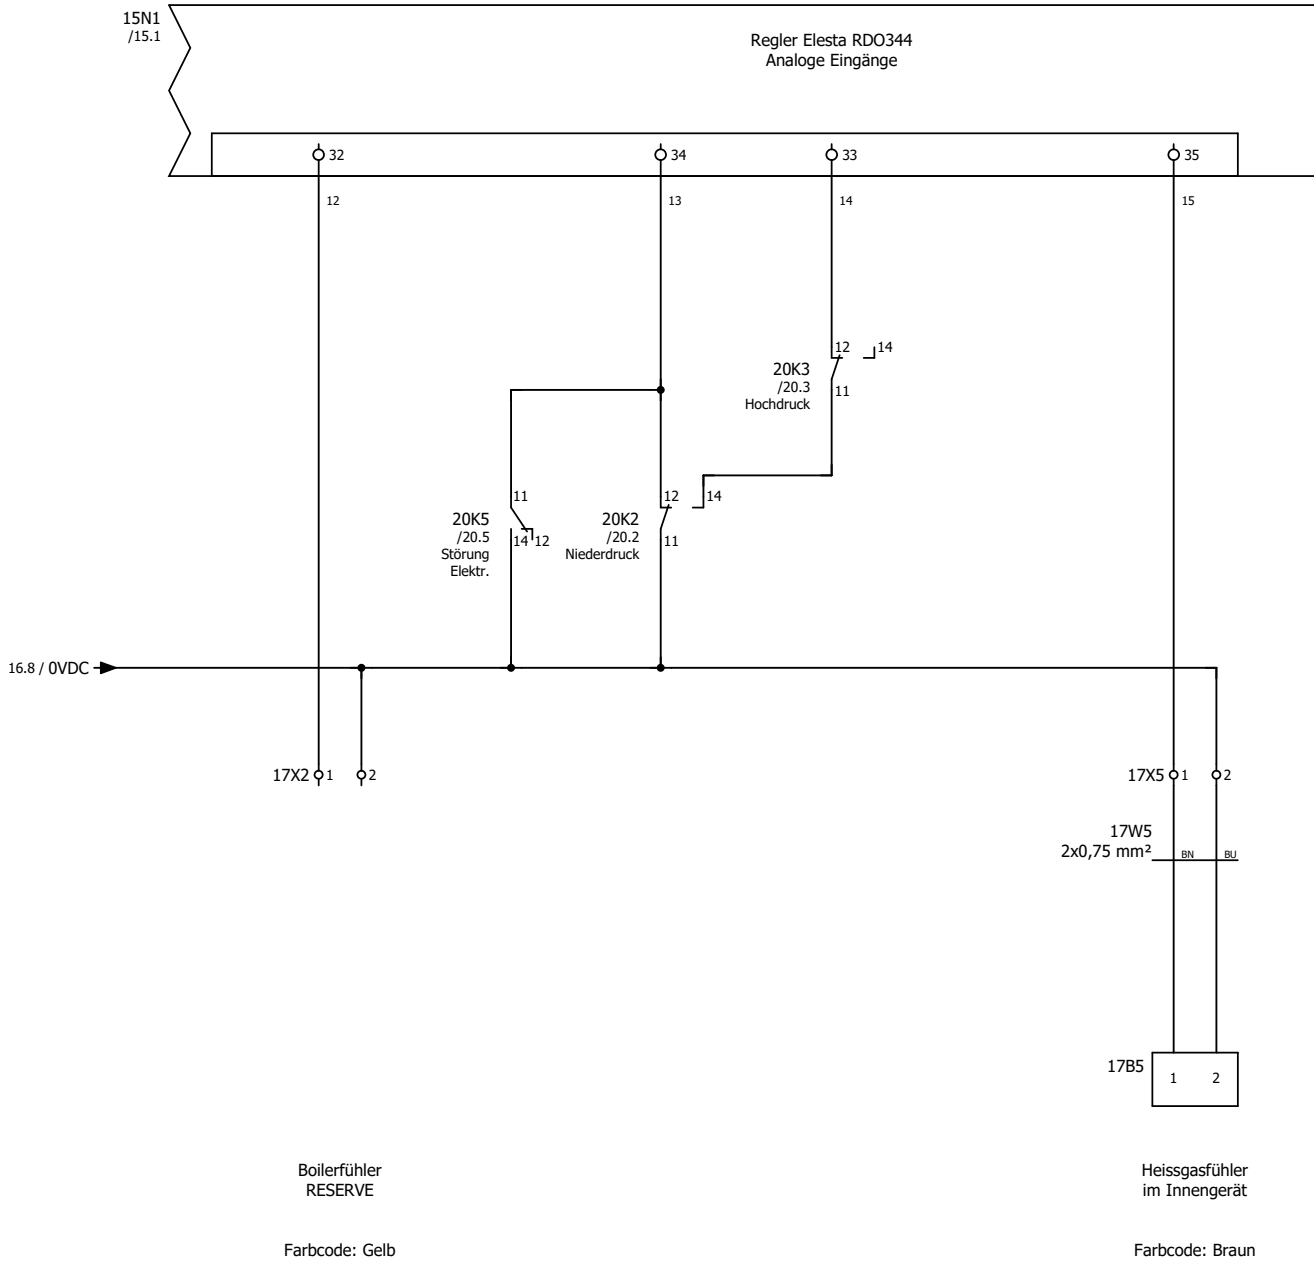 15N1
/15.1
Regler Elesta RDO344
Analoge Eingänge
32
34
33
35
12
13
14
15
12
14
20K3
/20.3
Hochdruck
11
11
20K5
/20.5
Störung
Elektr.
14
12
12
14
20K2
/20.2
Niederdruck
11
16.8 / 0VDC
17X2
1
2
17X5
1
2
17W5
2x0,75 mm²
BN
BU
17B5
1
2
Boilerfühler
RESERVE
Heissgasfühler
im Innengerät
Farbcode: Gelb
Farbcode: Braun